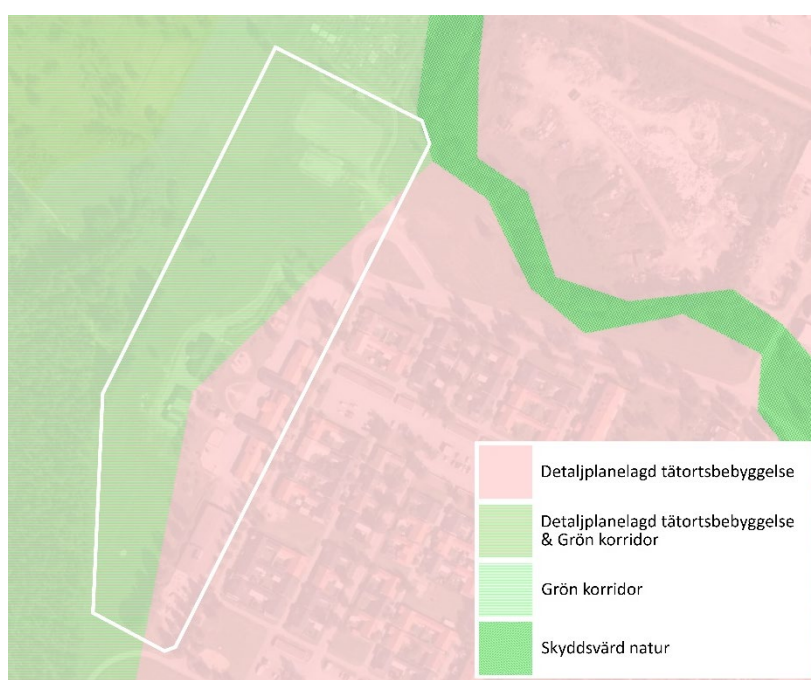 Detaljplanelagd tätortsbebyggelse
Detaljplanelagd tätortsbebyggelse
& Grön korridor
Grön korridor
Skyddsvärd natur